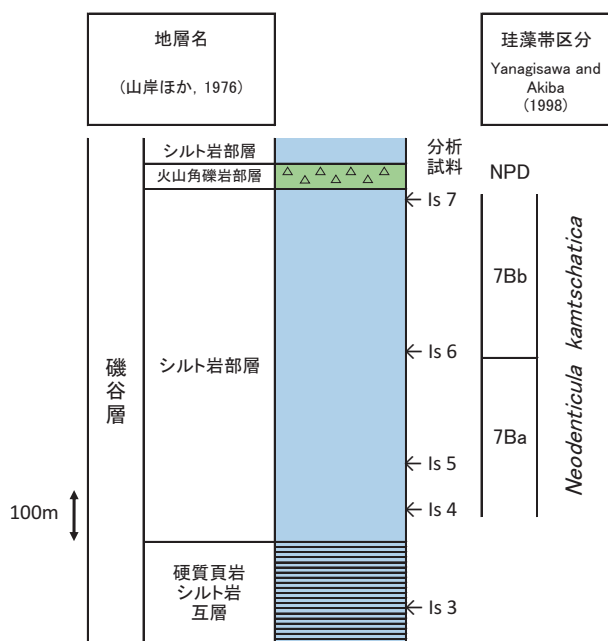 地層名
(山岸ほか, 1976)
珪藻帯区分
Yanagisawa and
Akiba
(1998)
分析
試料
NPD
シルト岩部層
火山角礫岩部層
Is 7
7Bb
Neodenticula kamtschatica
Is 6
磯谷層
シルト岩部層
7Ba
Is 5
100m
Is 4
硬質頁岩
シルト岩
互層
Is 3